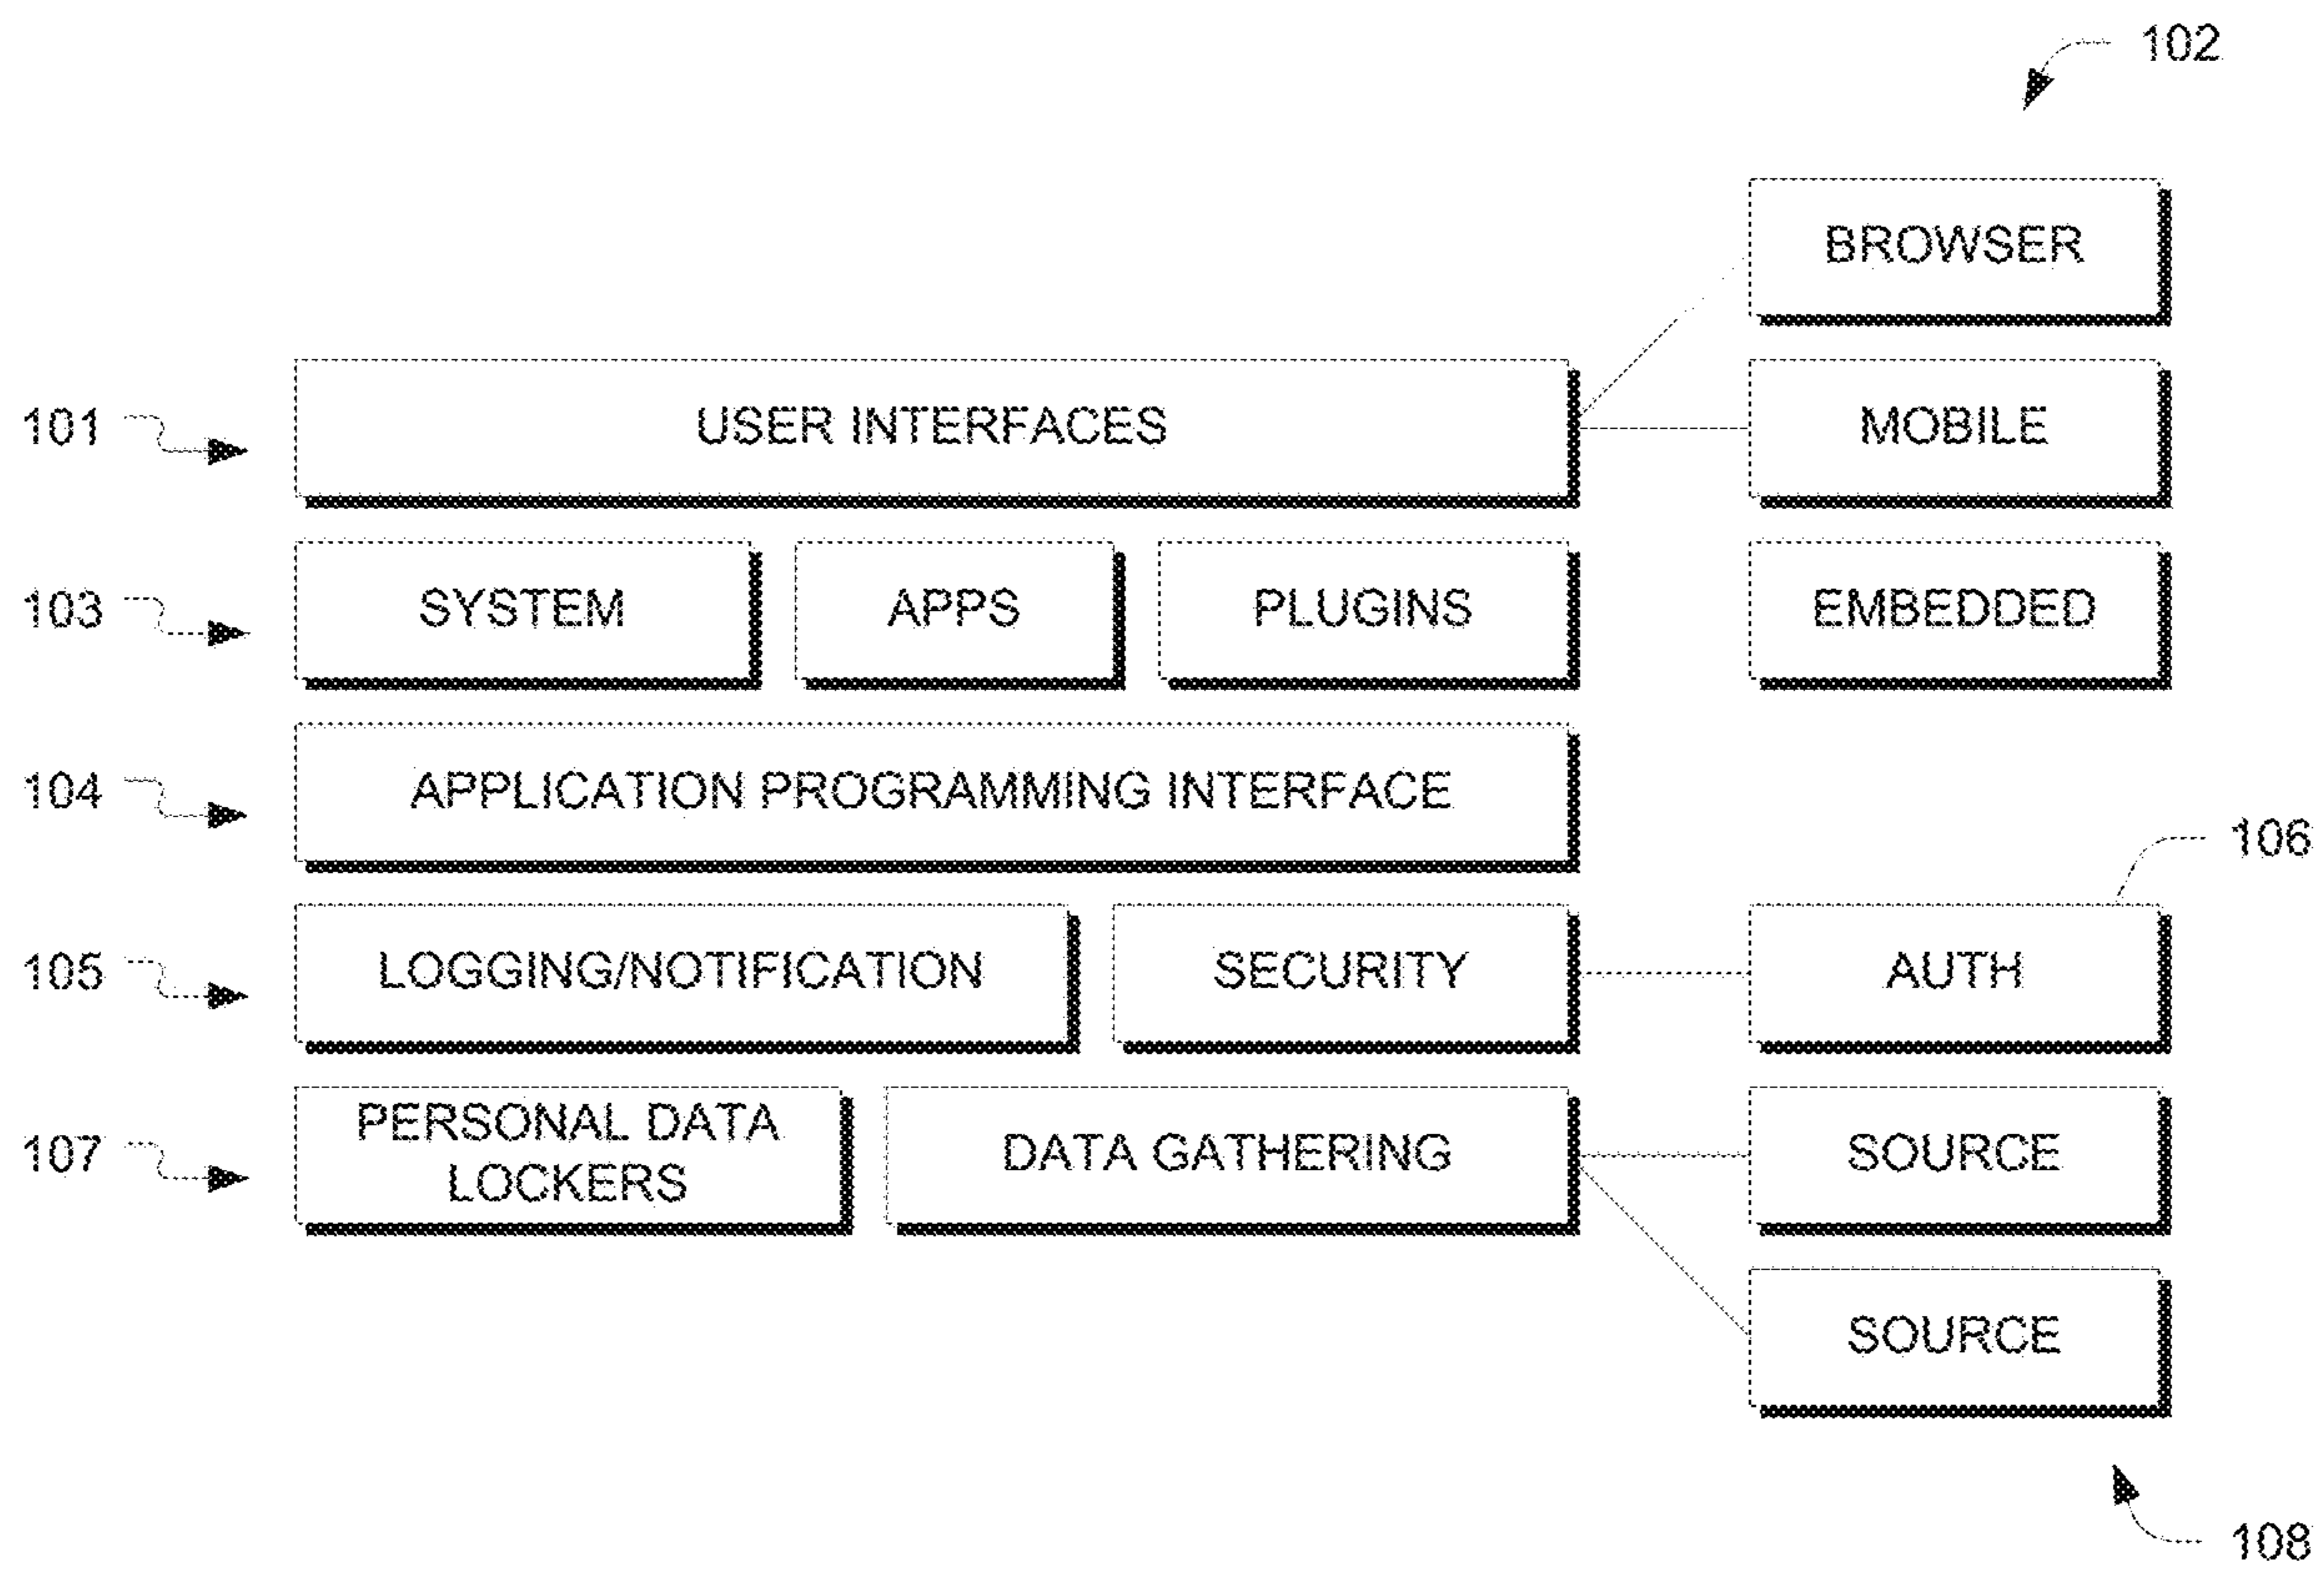 102
BROWSER
101
USER INTERFACES
MOBILE
103
SYSTEM
APPS
PLUGINS
EMBEDDED
104
APPLICATION PROGRAMMING INTERFACE
106
105
LOGGING/NOTIFICATION
SECURITY
AUTH
107
PERSONAL DATA
LOCKERS
DATA GATHERING
SOURCE
SOURCE
108